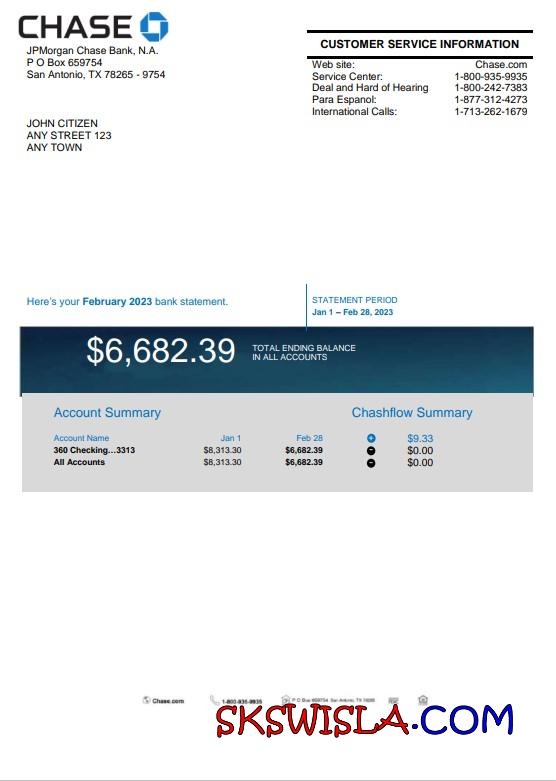 CHASE
JPMorgan Chase Bank, N.A.
P O Box 659754
San Antonio, TX 78265 - 9754
CUSTOMER SERVICE INFORMATION
Web site: Chase.com
Service Center: 1-800-935-9935
Deal and Hard of Hearing 1-800-242-7383
Para Espanol: 1-877-312-4273
International Calls: 1-713-262-1679
JOHN CITIZEN
ANY STREET 123
ANY TOWN
Here's your February 2023 bank statement.
STATEMENT PERIOD
Jan 1 – Feb 28, 2023
$6,682.39
TOTAL ENDING BALANCE
IN ALL ACCOUNTS
Account Summary Chashflow Summary
Account Name Jan 1 Feb 28 + $9.33
360 Checking...3313 $8,313.30 $6,682.39 - $0.00
All Accounts $8,313.30 $6,682.39 - $0.00
Chase.com 1-800-935-9935 P O Box 659754 San Antonio, TX 78265
SKSWISLA.COM